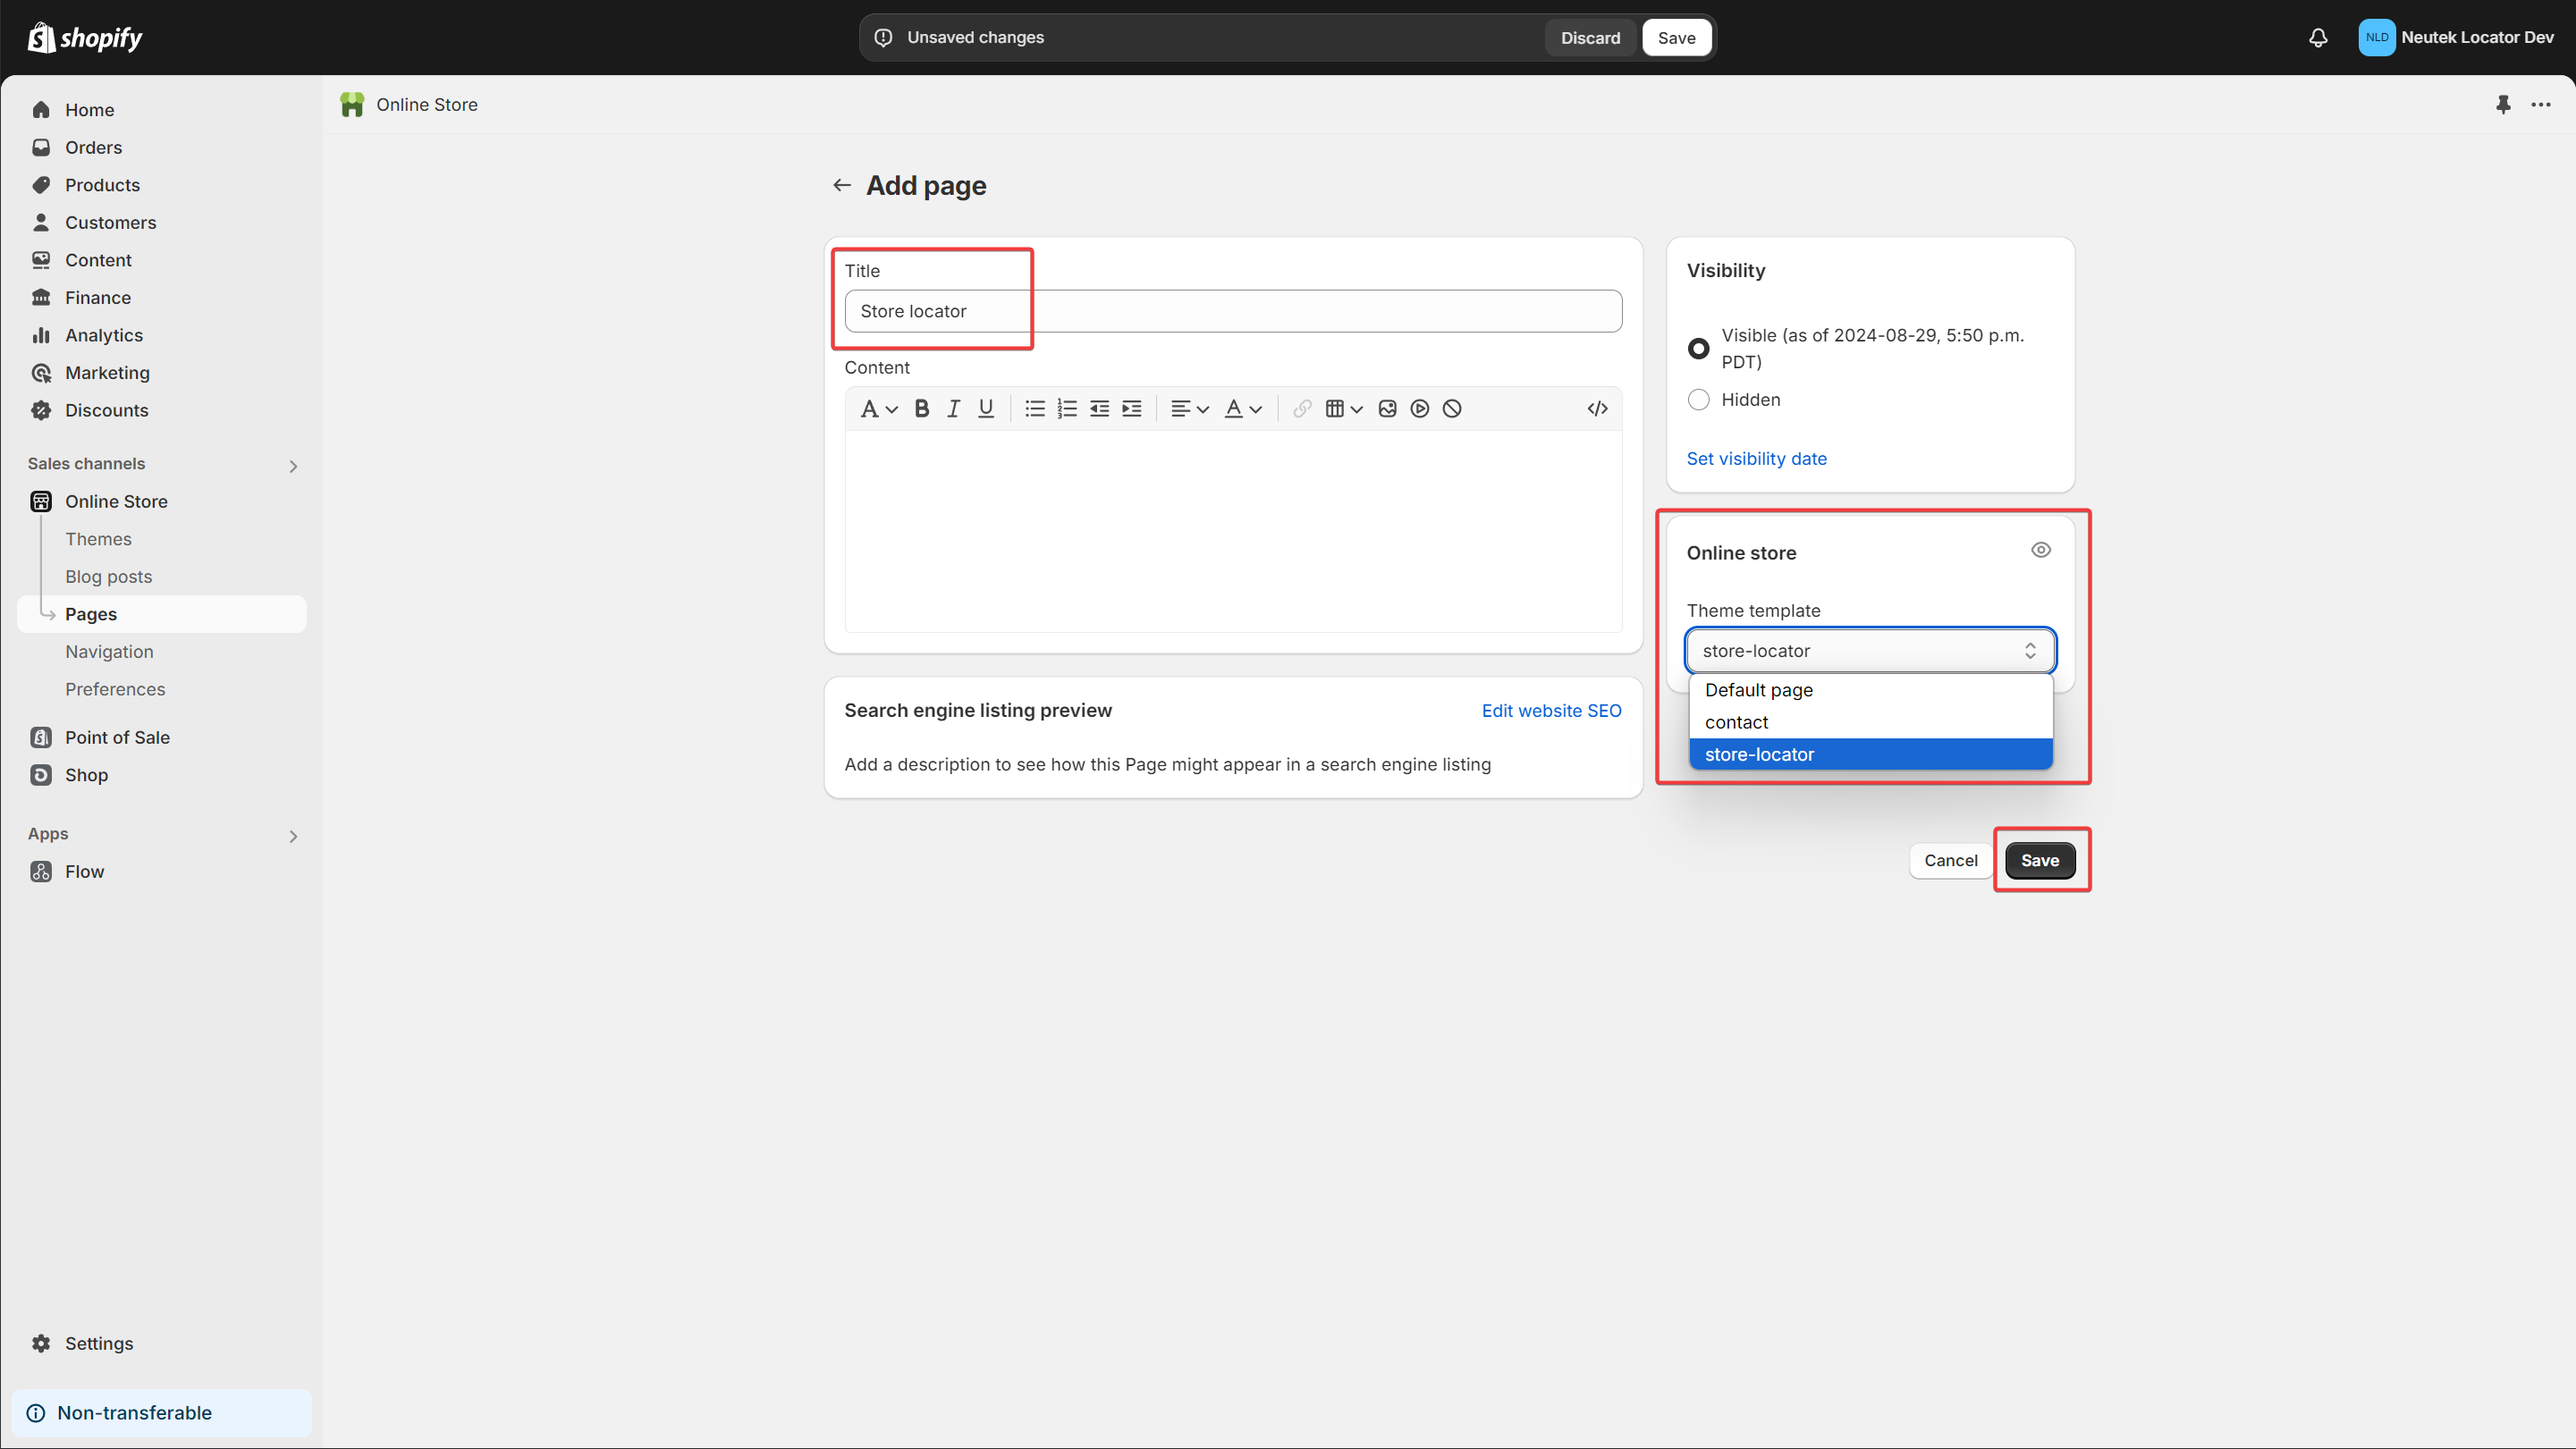 shopify
Unsaved changes
Discard
Save
NLD
Neutek Locator Dev
Home
Orders
Products
Customers
Content
Finance
Analytics
Marketing
Discounts
Sales channels
Online Store
Themes
Blog posts
Pages
Navigation
Preferences
Point of Sale
Shop
Apps
Flow
Settings
Non-transferable
Online Store
Add page
Title
Store locator
Content
Search engine listing preview
Edit website SEO
Add a description to see how this Page might appear in a search engine listing
Visibility
Visible (as of 2024-08-29, 5:50 p.m.
PDT)
Hidden
Set visibility date
Online store
Theme template
store-locator
Default page
contact
store-locator
Cancel
Save